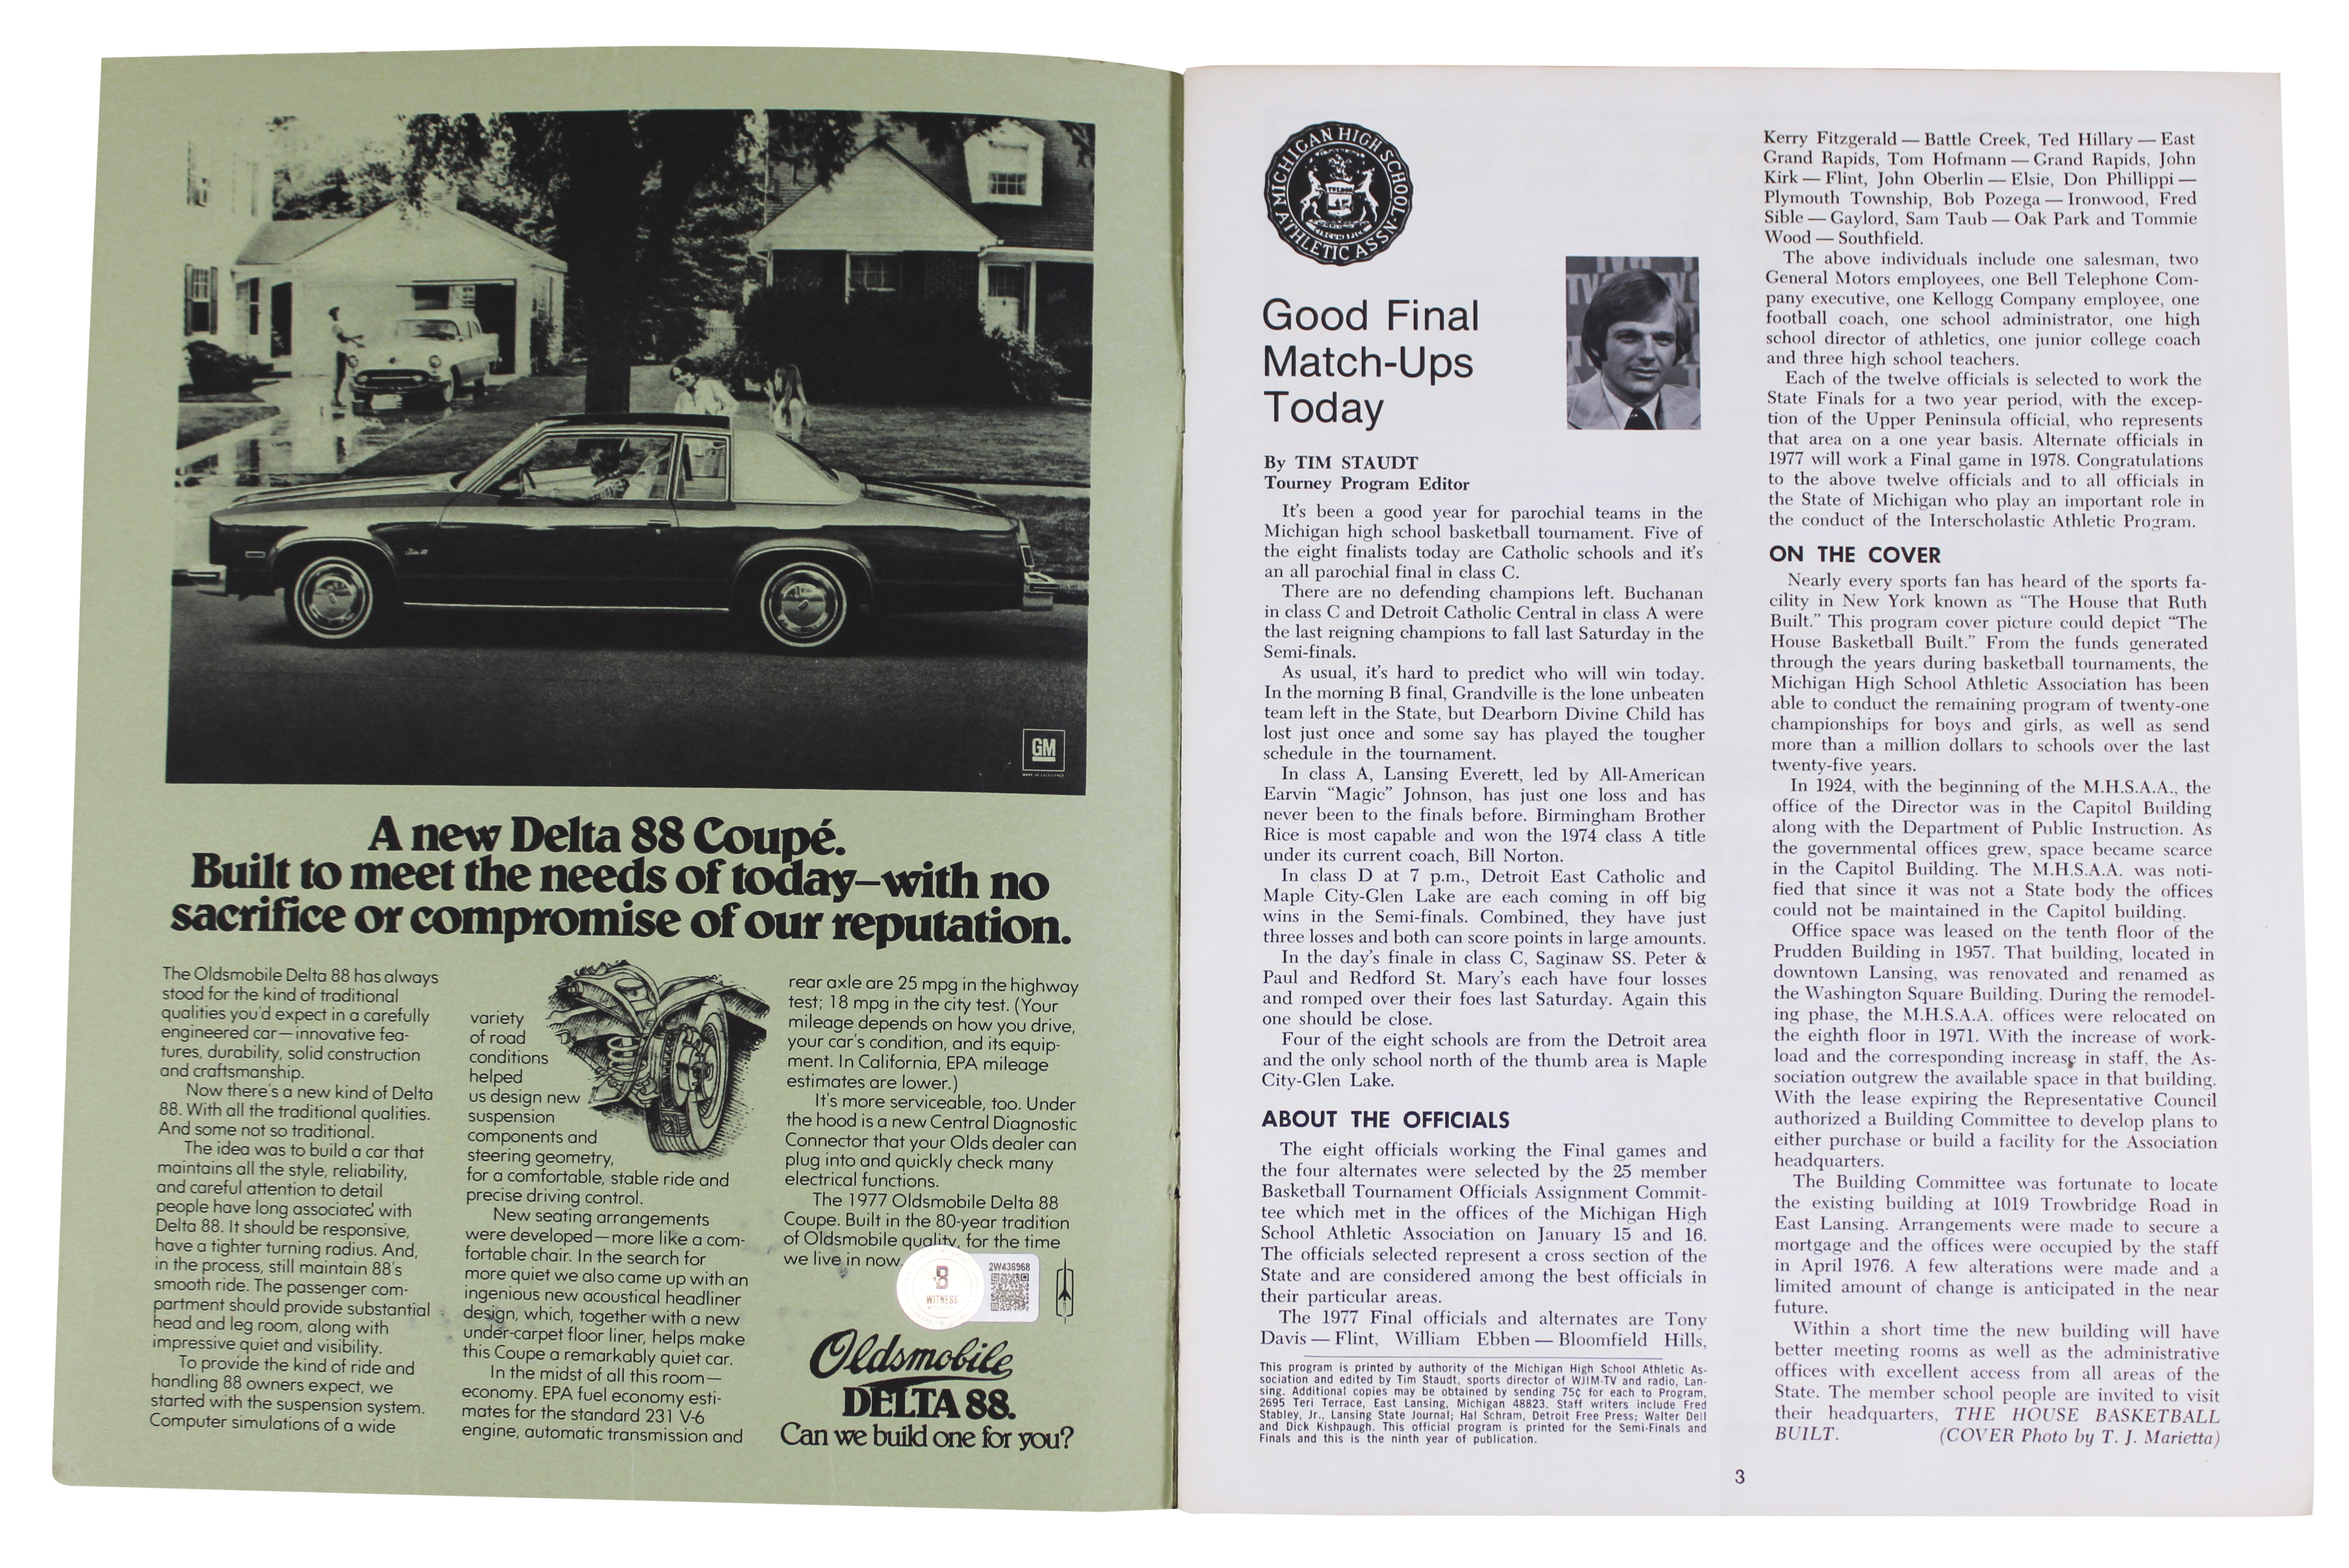 GM
MARK OF EXCELLENCE
A new Delta 88 Coupé.
Built to meet the needs of today—with no
sacrifice or compromise of our reputation.
The Oldsmobile Delta 88 has always
stood for the kind of traditional
qualities you'd expect in a carefully
engineered car—innovative fea-
tures, durability, solid construction
and craftsmanship.
Now there's a new kind of Delta
88. With all the traditional qualities.
And some not so traditional.
The idea was to build a car that
maintains all the style, reliability,
and careful attention to detail
people have long associated with
Delta 88. It should be responsive,
have a tighter turning radius. And,
in the process, still maintain 88's
smooth ride. The passenger com-
partment should provide substantial
head and leg room, along with
impressive quiet and visibility.
To provide the kind of ride and
handling 88 owners expect, we
started with the suspension system.
Computer simulations of a wide
variety
of road
conditions
helped
us design new
suspension
components and
steering geometry,
for a comfortable, stable ride and
precise driving control.
New seating arrangements
were developed—more like a com-
fortable chair. In the search for
more quiet we also came up with an
ingenious new acoustical headliner
design, which, together with a new
under-carpet floor liner, helps make
this Coupe a remarkably quiet car.
In the midst of all this room—
economy. EPA fuel economy esti-
mates for the standard 231 V-6
engine, automatic transmission and
rear axle are 25 mpg in the highway
test; 18 mpg in the city test. (Your
mileage depends on how you drive,
your car's condition, and its equip-
ment. In California, EPA mileage
estimates are lower.)
It's more serviceable, too. Under
the hood is a new Central Diagnostic
Connector that your Olds dealer can
plug into and quickly check many
electrical functions.
The 1977 Oldsmobile Delta 88
Coupe. Built in the 80-year tradition
of Oldsmobile quality, for the time
we live in now.
WITNESS
2W436968
Oldsmobile
DELTA 88.
Can we build one for you?
MICHIGAN HIGH SCHOOL
ATHLETIC ASSN.
TUEBOR
CIRCUMSPICE
Good Final
Match-Ups
Today
By TIM STAUDT
Tourney Program Editor
It's been a good year for parochial teams in the
Michigan high school basketball tournament. Five of
the eight finalists today are Catholic schools and it's
an all parochial final in class C.
There are no defending champions left. Buchanan
in class C and Detroit Catholic Central in class A were
the last reigning champions to fall last Saturday in the
Semi-finals.
As usual, it's hard to predict who will win today.
In the morning B final, Grandville is the lone unbeaten
team left in the State, but Dearborn Divine Child has
lost just once and some say has played the tougher
schedule in the tournament.
In class A, Lansing Everett, led by All-American
Earvin "Magic" Johnson, has just one loss and has
never been to the finals before. Birmingham Brother
Rice is most capable and won the 1974 class A title
under its current coach, Bill Norton.
In class D at 7 p.m., Detroit East Catholic and
Maple City-Glen Lake are each coming in off big
wins in the Semi-finals. Combined, they have just
three losses and both can score points in large amounts.
In the day's finale in class C, Saginaw SS. Peter &
Paul and Redford St. Mary's each have four losses
and romped over their foes last Saturday. Again this
one should be close.
Four of the eight schools are from the Detroit area
and the only school north of the thumb area is Maple
City-Glen Lake.
ABOUT THE OFFICIALS
The eight officials working the Final games and
the four alternates were selected by the 25 member
Basketball Tournament Officials Assignment Commit-
tee which met in the offices of the Michigan High
School Athletic Association on January 15 and 16.
The officials selected represent a cross section of the
State and are considered among the best officials in
their particular areas.
The 1977 Final officials and alternates are Tony
Davis — Flint, William Ebben — Bloomfield Hills,
This program is printed by authority of the Michigan High School Athletic As-
sociation and edited by Tim Staudt, sports director of WJIM-TV and radio, Lan-
sing. Additional copies may be obtained by sending 75¢ for each to Program,
2695 Teri Terrace, East Lansing, Michigan 48823. Staff writers include Fred
Stabley, Jr., Lansing State Journal; Hal Schram, Detroit Free Press; Walter Dell
and Dick Kishpaugh. This official program is printed for the Semi-Finals and
Finals and this is the ninth year of publication.
Kerry Fitzgerald — Battle Creek, Ted Hillary — East
Grand Rapids, Tom Hofmann — Grand Rapids, John
Kirk — Flint, John Oberlin — Elsie, Don Phillippi —
Plymouth Township, Bob Pozega — Ironwood, Fred
Sible — Gaylord, Sam Taub — Oak Park and Tommie
Wood — Southfield.
The above individuals include one salesman, two
General Motors employees, one Bell Telephone Com-
pany executive, one Kellogg Company employee, one
football coach, one school administrator, one high
school director of athletics, one junior college coach
and three high school teachers.
Each of the twelve officials is selected to work the
State Finals for a two year period, with the excep-
tion of the Upper Peninsula official, who represents
that area on a one year basis. Alternate officials in
1977 will work a Final game in 1978. Congratulations
to the above twelve officials and to all officials in
the State of Michigan who play an important role in
the conduct of the Interscholastic Athletic Program.
ON THE COVER
Nearly every sports fan has heard of the sports fa-
cility in New York known as "The House that Ruth
Built." This program cover picture could depict "The
House Basketball Built." From the funds generated
through the years during basketball tournaments, the
Michigan High School Athletic Association has been
able to conduct the remaining program of twenty-one
championships for boys and girls, as well as send
more than a million dollars to schools over the last
twenty-five years.
In 1924, with the beginning of the M.H.S.A.A., the
office of the Director was in the Capitol Building
along with the Department of Public Instruction. As
the governmental offices grew, space became scarce
in the Capitol Building. The M.H.S.A.A. was noti-
fied that since it was not a State body the offices
could not be maintained in the Capitol building.
Office space was leased on the tenth floor of the
Prudden Building in 1957. That building, located in
downtown Lansing, was renovated and renamed as
the Washington Square Building. During the remodel-
ing phase, the M.H.S.A.A. offices were relocated on
the eighth floor in 1971. With the increase of work-
load and the corresponding increase in staff, the As-
sociation outgrew the available space in that building.
With the lease expiring the Representative Council
authorized a Building Committee to develop plans to
either purchase or build a facility for the Association
headquarters.
The Building Committee was fortunate to locate
the existing building at 1019 Trowbridge Road in
East Lansing. Arrangements were made to secure a
mortgage and the offices were occupied by the staff
in April 1976. A few alterations were made and a
limited amount of change is anticipated in the near
future.
Within a short time the new building will have
better meeting rooms as well as the administrative
offices with excellent access from all areas of the
State. The member school people are invited to visit
their headquarters, THE HOUSE BASKETBALL
BUILT. (COVER Photo by T. J. Marietta)
3